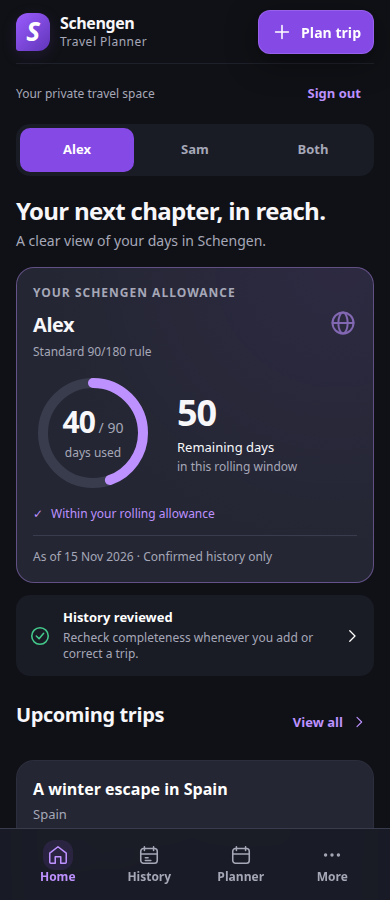 S
Schengen
Travel Planner
Plan trip
Your private travel space
Sign out
Alex
Sam
Both
Your next chapter, in reach.
A clear view of your days in Schengen.
YOUR SCHENGEN ALLOWANCE
Alex
Standard 90/180 rule
40 / 90
days used
50
Remaining days
in this rolling window
✓ Within your rolling allowance
As of 15 Nov 2026 · Confirmed history only
History reviewed
Recheck completeness whenever you add or
correct a trip.
Upcoming trips
View all
A winter escape in Spain
Spain
Home
History
Planner
More